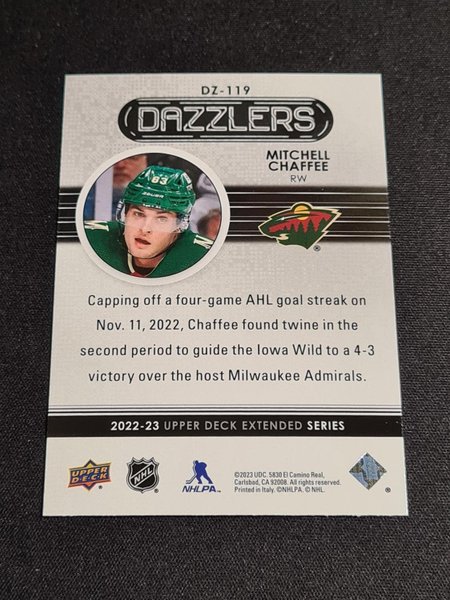 DZ-119
DAZZLERS
MITCHELL
CHAFFEE
RW
83
Capping off a four-game AHL goal streak on
Nov. 11, 2022, Chaffee found twine in the
second period to guide the Iowa Wild to a 4-3
victory over the host Milwaukee Admirals.
2022-23 UPPER DECK EXTENDED SERIES
UPPER DECK
NHL
NHLPA
©2023 UDC. 5830 El Camino Real,
Carlsbad, CA 92008. All rights reserved.
Printed in Italy. ©NHLPA. © NHL.